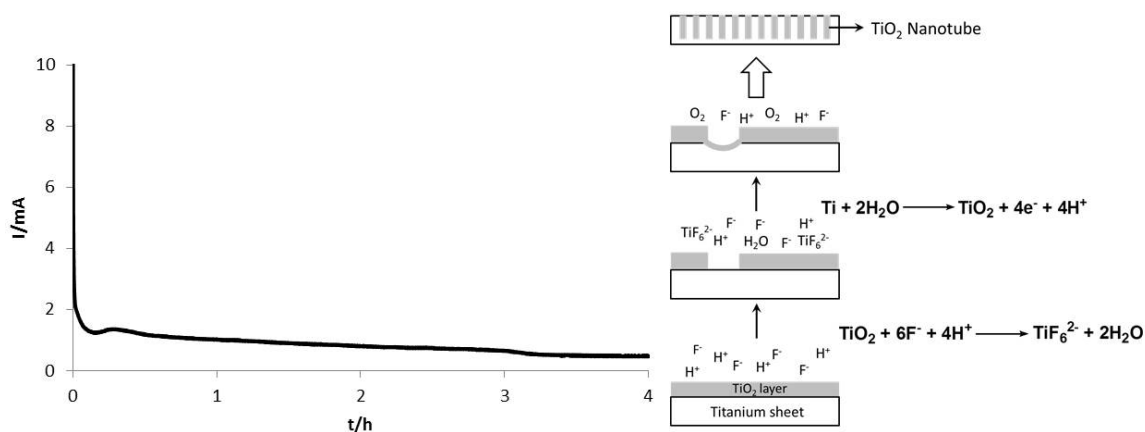 10
8
6
4
2
0
I/mA
0 1 2 3 4
t/h
TiO₂ Nanotube
O₂ F⁻ H⁺ O₂ H⁺ F⁻
Ti + 2H₂O ⟶ TiO₂ + 4e⁻ + 4H⁺
TiF₆²⁻ F⁻ H⁺ F⁻ H₂O F⁻ H⁺ TiF₆²⁻
TiO₂ + 6F⁻ + 4H⁺ ⟶ TiF₆²⁻ + 2H₂O
F⁻ H⁺ F⁻ H⁺
H⁺ F⁻ H⁺ F⁻
TiO₂ layer
Titanium sheet